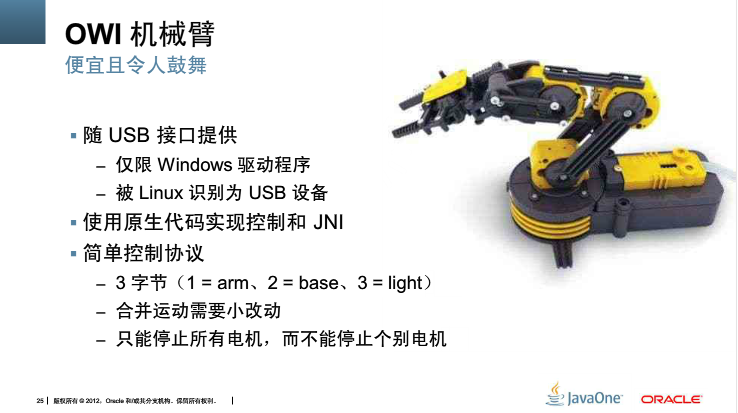 OWI 机械臂
便宜且令人鼓舞
▪ 随 USB 接口提供
– 仅限 Windows 驱动程序
– 被 Linux 识别为 USB 设备
▪ 使用原生代码实现控制和 JNI
▪ 简单控制协议
– 3 字节（1 = arm、2 = base、3 = light）
– 合并运动需要小改动
– 只能停止所有电机，而不能停止个别电机
25 | 版权所有 @ 2012，Oracle 和/或其分支机构。保留所有权利。 |
JavaOne
ORACLE